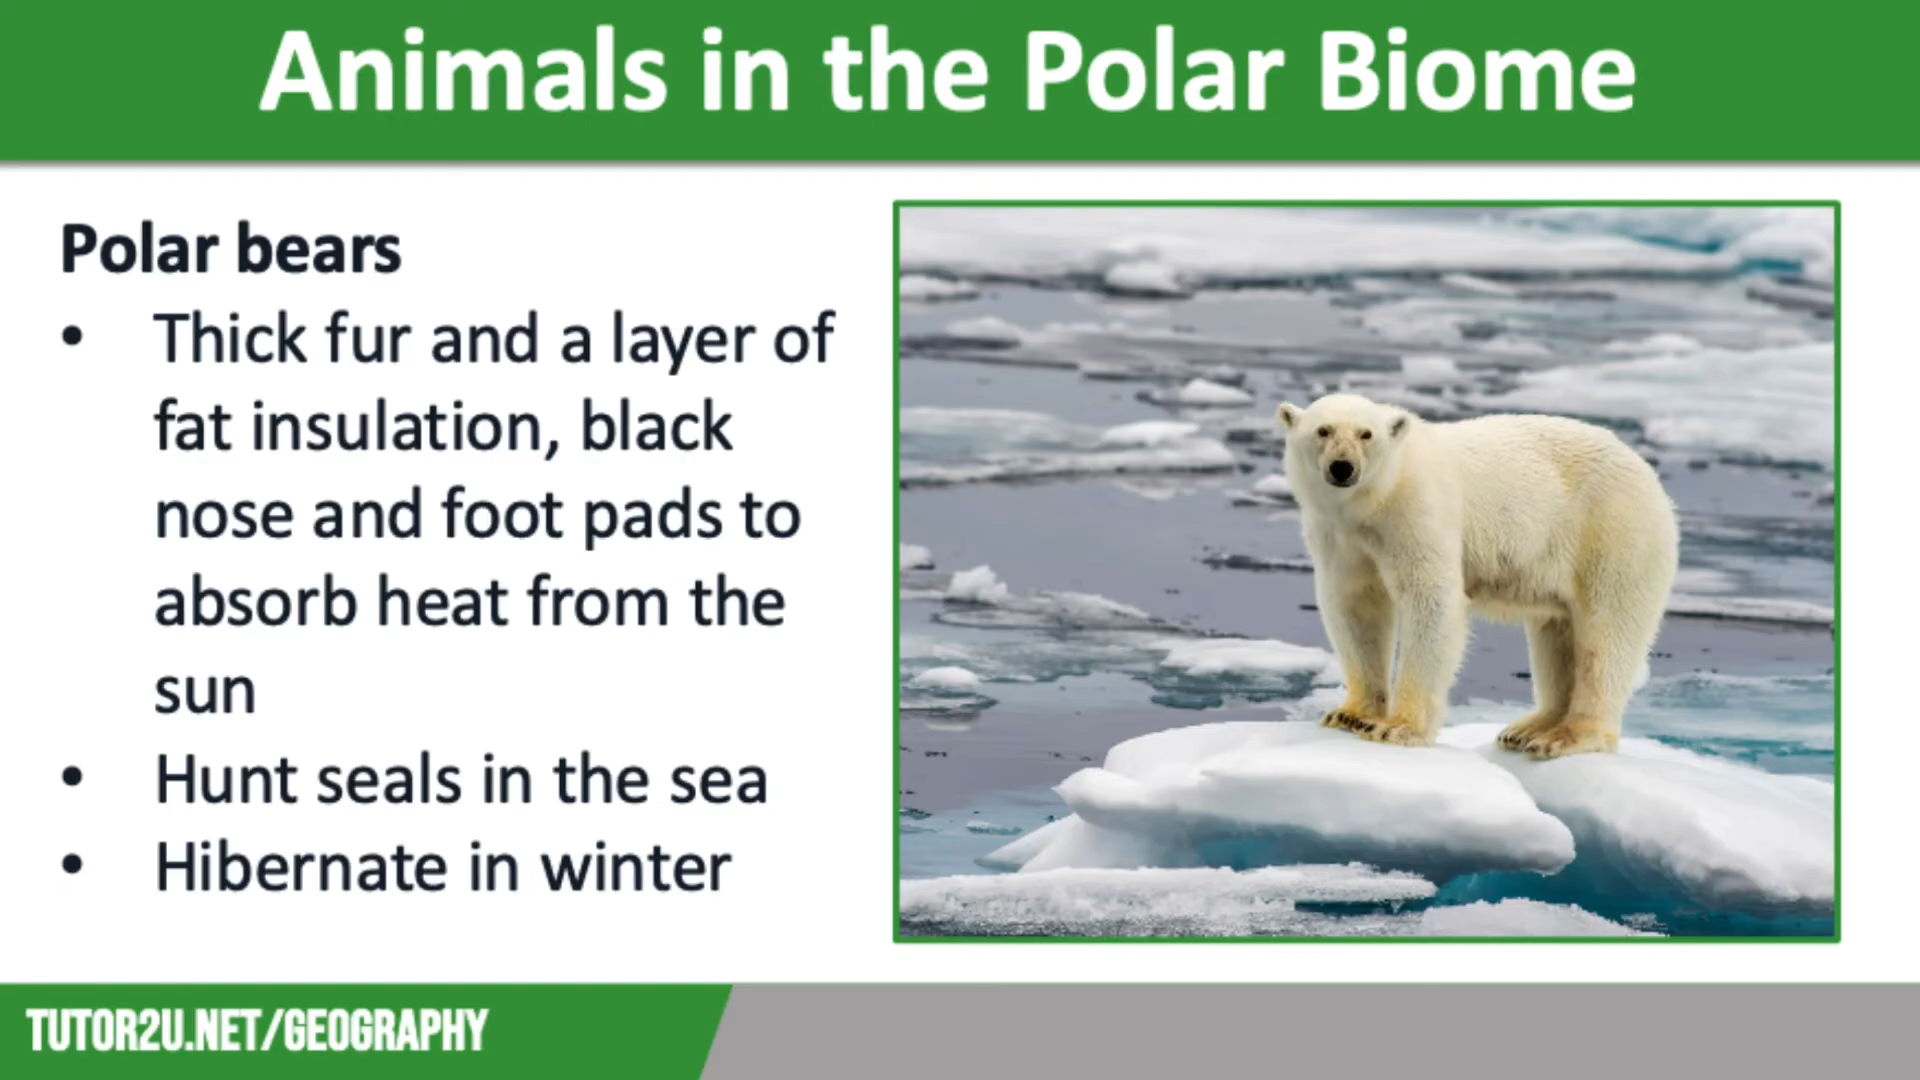 Animals in the Polar Biome
Polar bears
• Thick fur and a layer of
fat insulation, black
nose and foot pads to
absorb heat from the
sun
• Hunt seals in the sea
• Hibernate in winter
TUTOR2U.NET/GEOGRAPHY